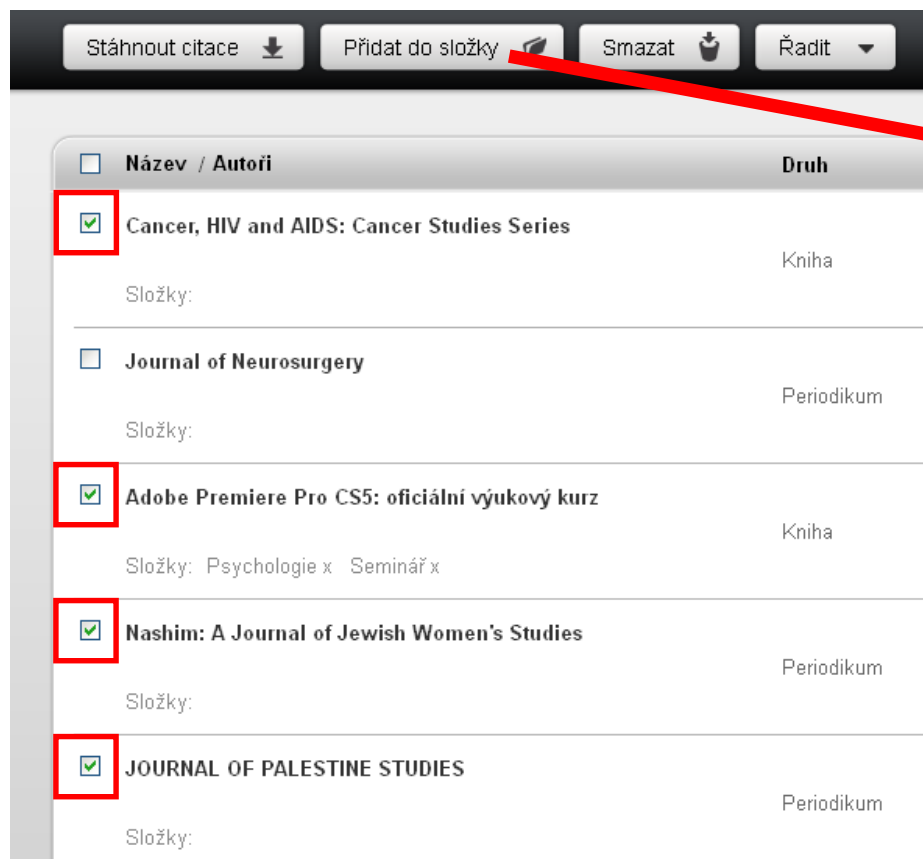 Stáhnout citace Přidat do složky Smazat Řadit
Název / Autoři Druh
Cancer, HIV and AIDS: Cancer Studies Series
Kniha
Složky:
Journal of Neurosurgery
Periodikum
Složky:
Adobe Premiere Pro CS5: oficiální výukový kurz
Kniha
Složky: Psychologie x Seminář x
Nashim: A Journal of Jewish Women's Studies
Periodikum
Složky:
JOURNAL OF PALESTINE STUDIES
Periodikum
Složky: